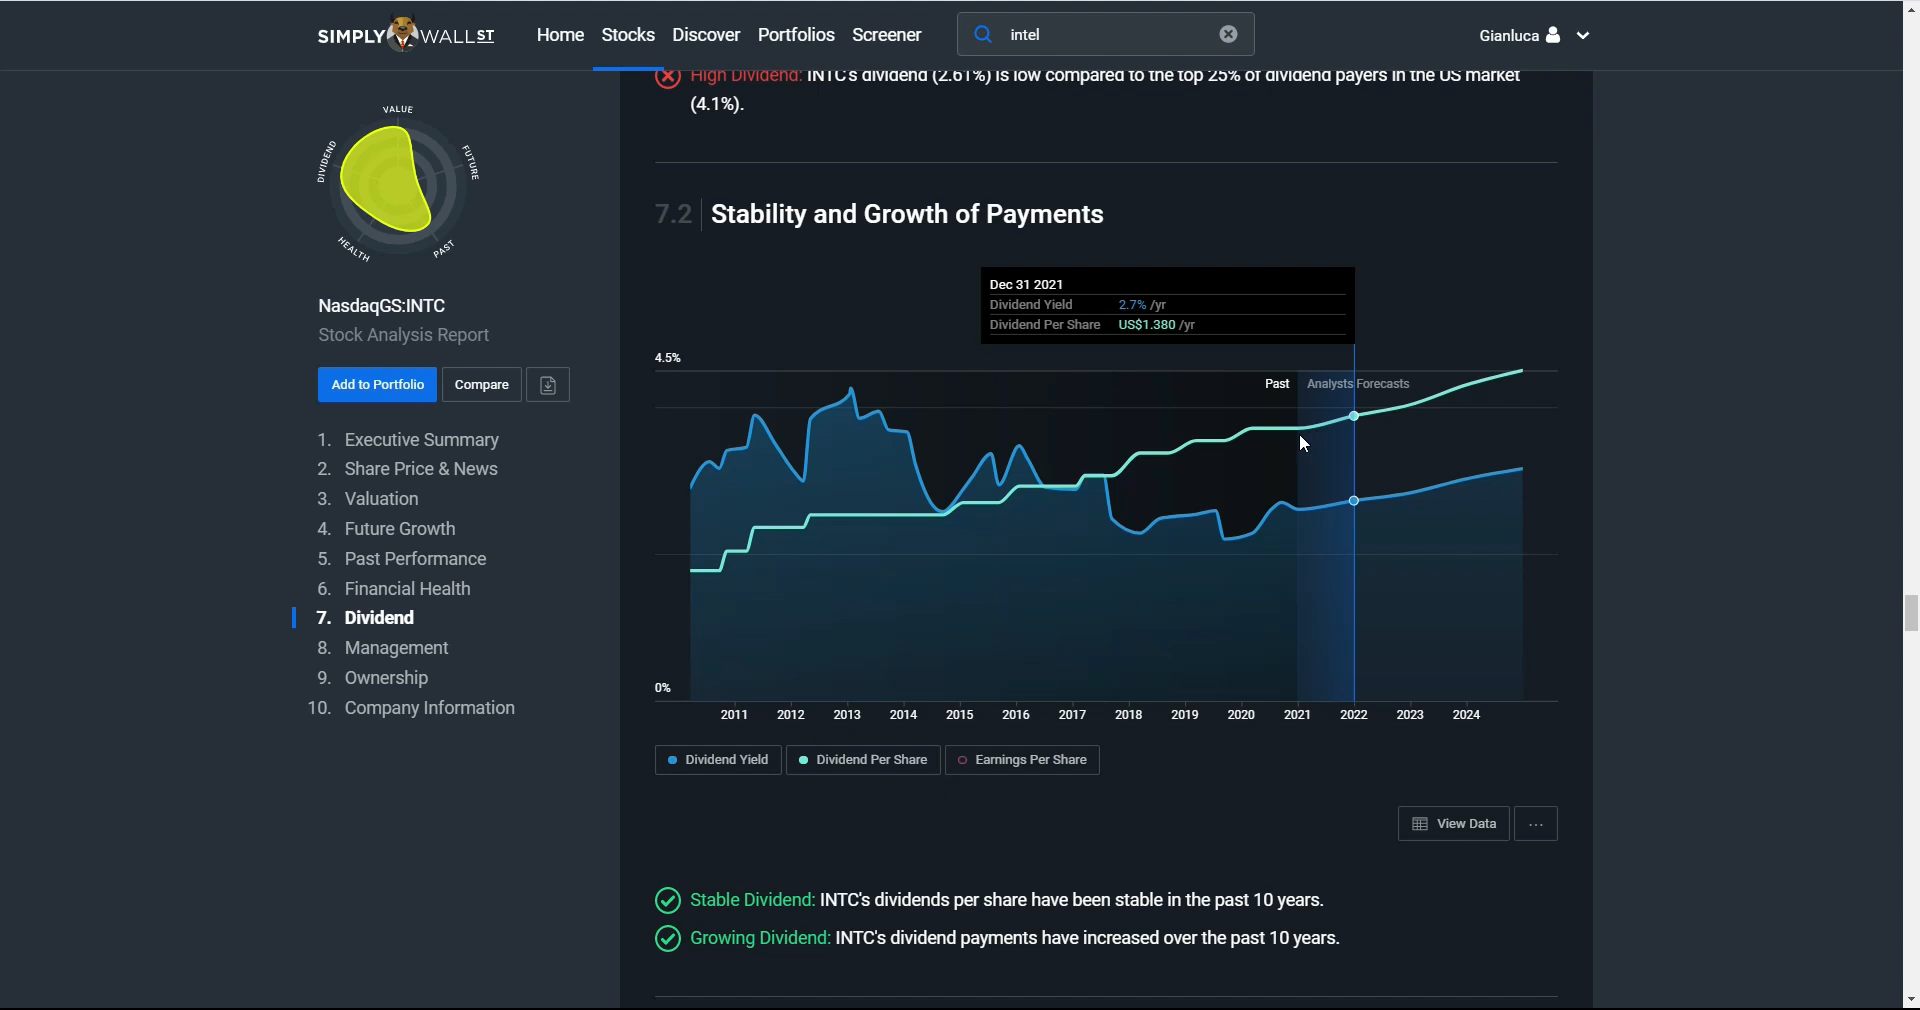 SIMPLY WALLST
Home Stocks Discover Portfolios Screener
intel
Gianluca
High Dividend: INTC's dividend (2.61%) is low compared to the top 25% of dividend payers in the US market
(4.1%).
VALUE
FUTURE
PAST
HEALTH
DIVIDEND
NasdaqGS:INTC
Stock Analysis Report
Add to Portfolio Compare
1. Executive Summary
2. Share Price & News
3. Valuation
4. Future Growth
5. Past Performance
6. Financial Health
7. Dividend
8. Management
9. Ownership
10. Company Information
7.2 Stability and Growth of Payments
Dec 31 2021
Dividend Yield 2.7% /yr
Dividend Per Share US$1.380 /yr
4.5%
Past Analysts Forecasts
0%
2011 2012 2013 2014 2015 2016 2017 2018 2019 2020 2021 2022 2023 2024
Dividend Yield Dividend Per Share Earnings Per Share
View Data ...
Stable Dividend: INTC's dividends per share have been stable in the past 10 years.
Growing Dividend: INTC's dividend payments have increased over the past 10 years.